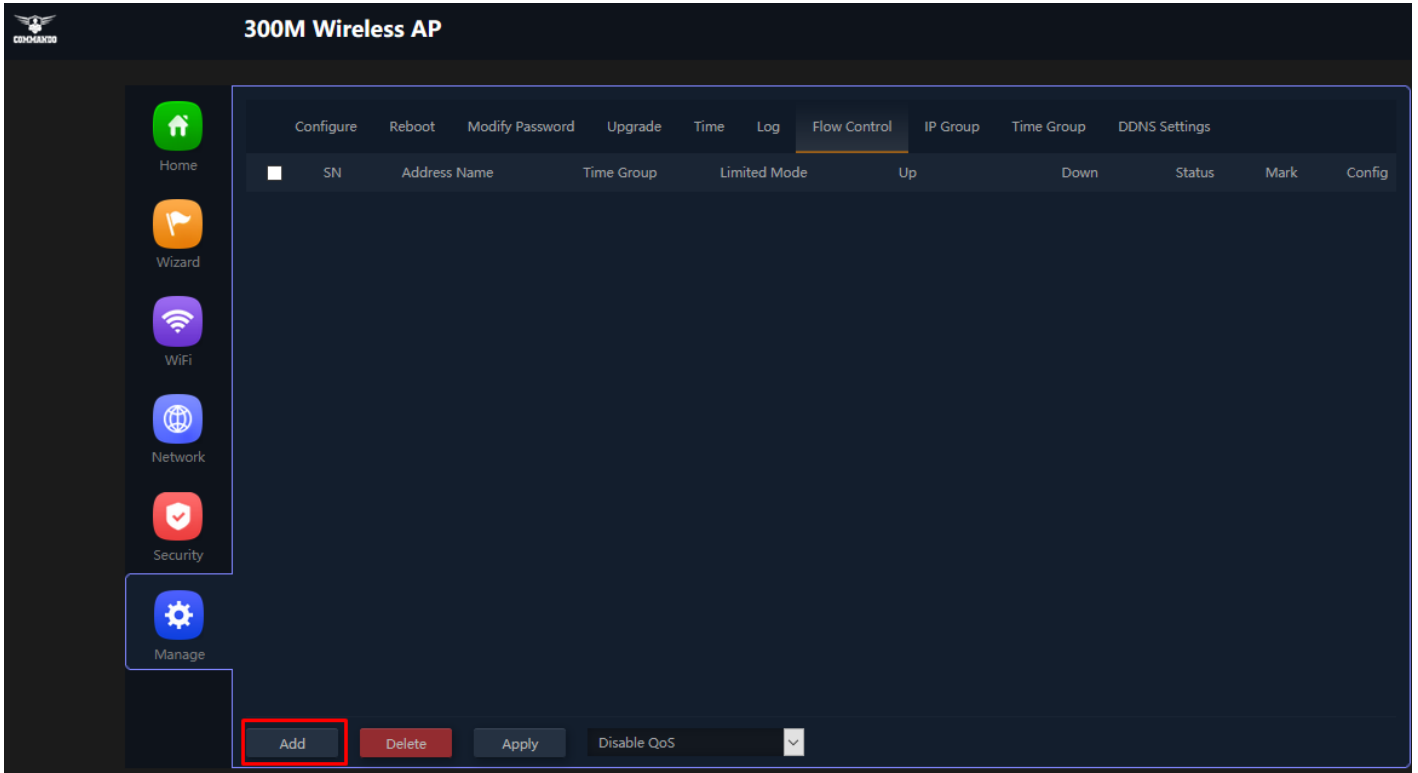 COMMANDO
300M Wireless AP
Home
Wizard
WiFi
Network
Security
Manage
Configure Reboot Modify Password Upgrade Time Log Flow Control IP Group Time Group DDNS Settings
SN Address Name Time Group Limited Mode Up Down Status Mark Config
Add Delete Apply Disable QoS